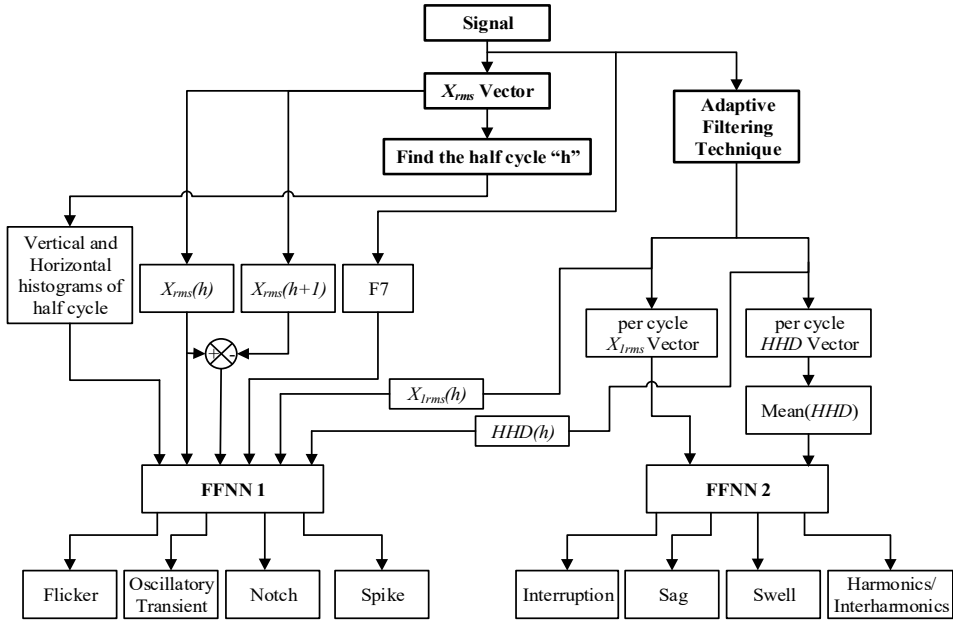 Signal
Xrms Vector
Adaptive
Filtering
Technique
Find the half cycle “h”
Vertical and
Horizontal
histograms of
half cycle
Xrms(h)
Xrms(h+1)
F7
+
-
per cycle
X1rms Vector
per cycle
HHD Vector
X1rms(h)
Mean(HHD)
HHD(h)
FFNN 1
FFNN 2
Flicker
Oscillatory
Transient
Notch
Spike
Interruption
Sag
Swell
Harmonics/
Interharmonics